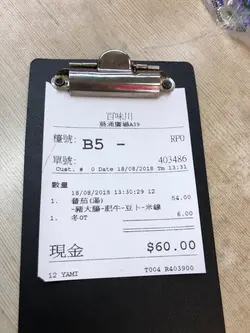 百味川
葵涌廣場A39
檯號: B5 - RPO
單號: 403486
Cust. # 0 Date 18/08/2018 Tm 13:31
數量
18/08/2018 13:30:29 12
1. 番茄(湯) 54.00
-豬大腸-肥牛-豆卜-米線
1. 冬OT 6.00
現金 $60.00
12 YAMI T004 R403900